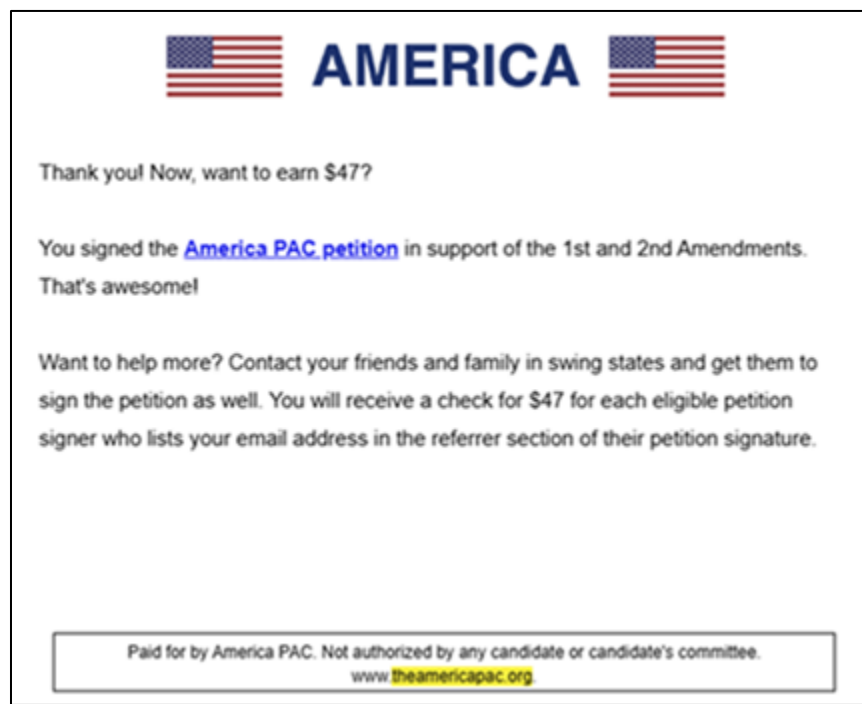 AMERICA
Thank you! Now, want to earn $47?
You signed the America PAC petition in support of the 1st and 2nd Amendments.
That's awesome!
Want to help more? Contact your friends and family in swing states and get them to
sign the petition as well. You will receive a check for $47 for each eligible petition
signer who lists your email address in the referrer section of their petition signature.
Paid for by America PAC. Not authorized by any candidate or candidate's committee.
www.theamericapac.org.